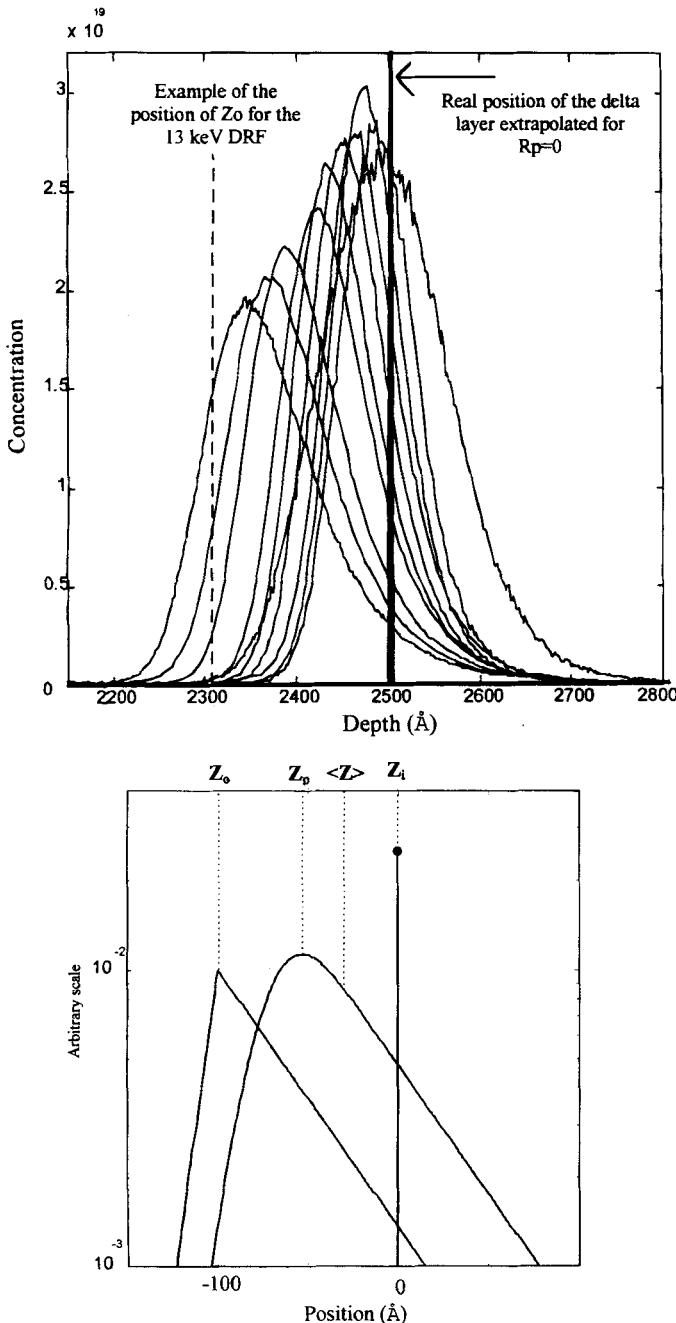 x 10
19
Example of the
position of Zo for the
13 keV DRF
Real position of the delta
layer extrapolated for
Rp=0
3
2.5
2
1.5
1
0.5
0
Concentration
2200 2300 2400 2500 2600 2700 2800
Depth (Å)
Zo Zp <Z> Zi
Arbitrary scale
10-2
10-3
-100 0
Position (Å)